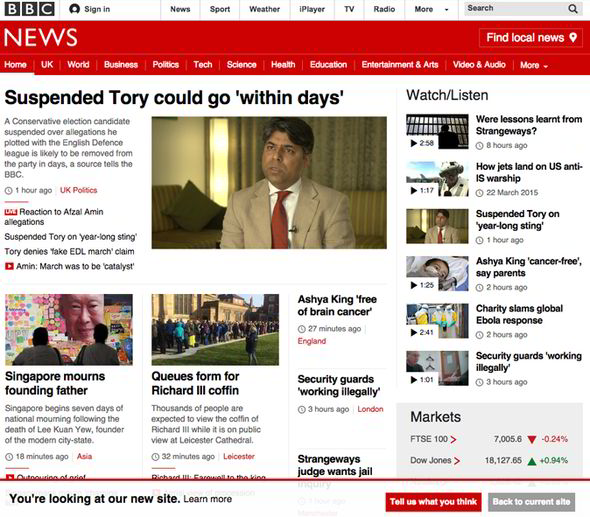 BBC Sign in News Sport Weather iPlayer TV Radio More Search
NEWS
Find local news
Home UK World Business Politics Tech Science Health Education Entertainment & Arts Video & Audio More
Suspended Tory could go 'within days'
A Conservative election candidate
suspended over allegations he
plotted with the English Defence
league is likely to be removed from
the party in days, a source tells the
BBC.
1 hour ago UK Politics
LIVE Reaction to Afzal Amin
allegations
Suspended Tory on 'year-long sting'
Tory denies 'fake EDL march' claim
Amin: March was to be 'catalyst'
Singapore mourns
founding father
Singapore begins seven days of
national mourning following the
death of Lee Kuan Yew, founder
of the modern city-state.
18 minutes ago Asia
Outpouring of grief
Queues form for
Richard III coffin
Thousands of people are
expected to view the coffin of
Richard III while it is on public
view at Leicester Cathedral.
32 minutes ago Leicester
Richard III: Farewell to the king
Ashya King 'free
of brain cancer'
27 minutes ago
England
Security guards
'working illegally'
3 hours ago London
Strangeways
judge wants jail
inquiry
1 hour ago
Manchester
Watch/Listen
2:58
Were lessons learnt from
Strangeways?
8 hours ago
1:17
How jets land on US anti-
IS warship
22 March 2015
Suspended Tory on
'year-long sting'
1 hour ago
1:25
Ashya King 'cancer-free',
say parents
2 hours ago
2:41
Charity slams global
Ebola response
2 hours ago
1:01
Security guards 'working
illegally'
3 hours ago
Markets
FTSE 100 7,005.6 -0.24%
Dow Jones 18,127.65 +0.94%
You're looking at our new site. Learn more
Tell us what you think
Back to current site